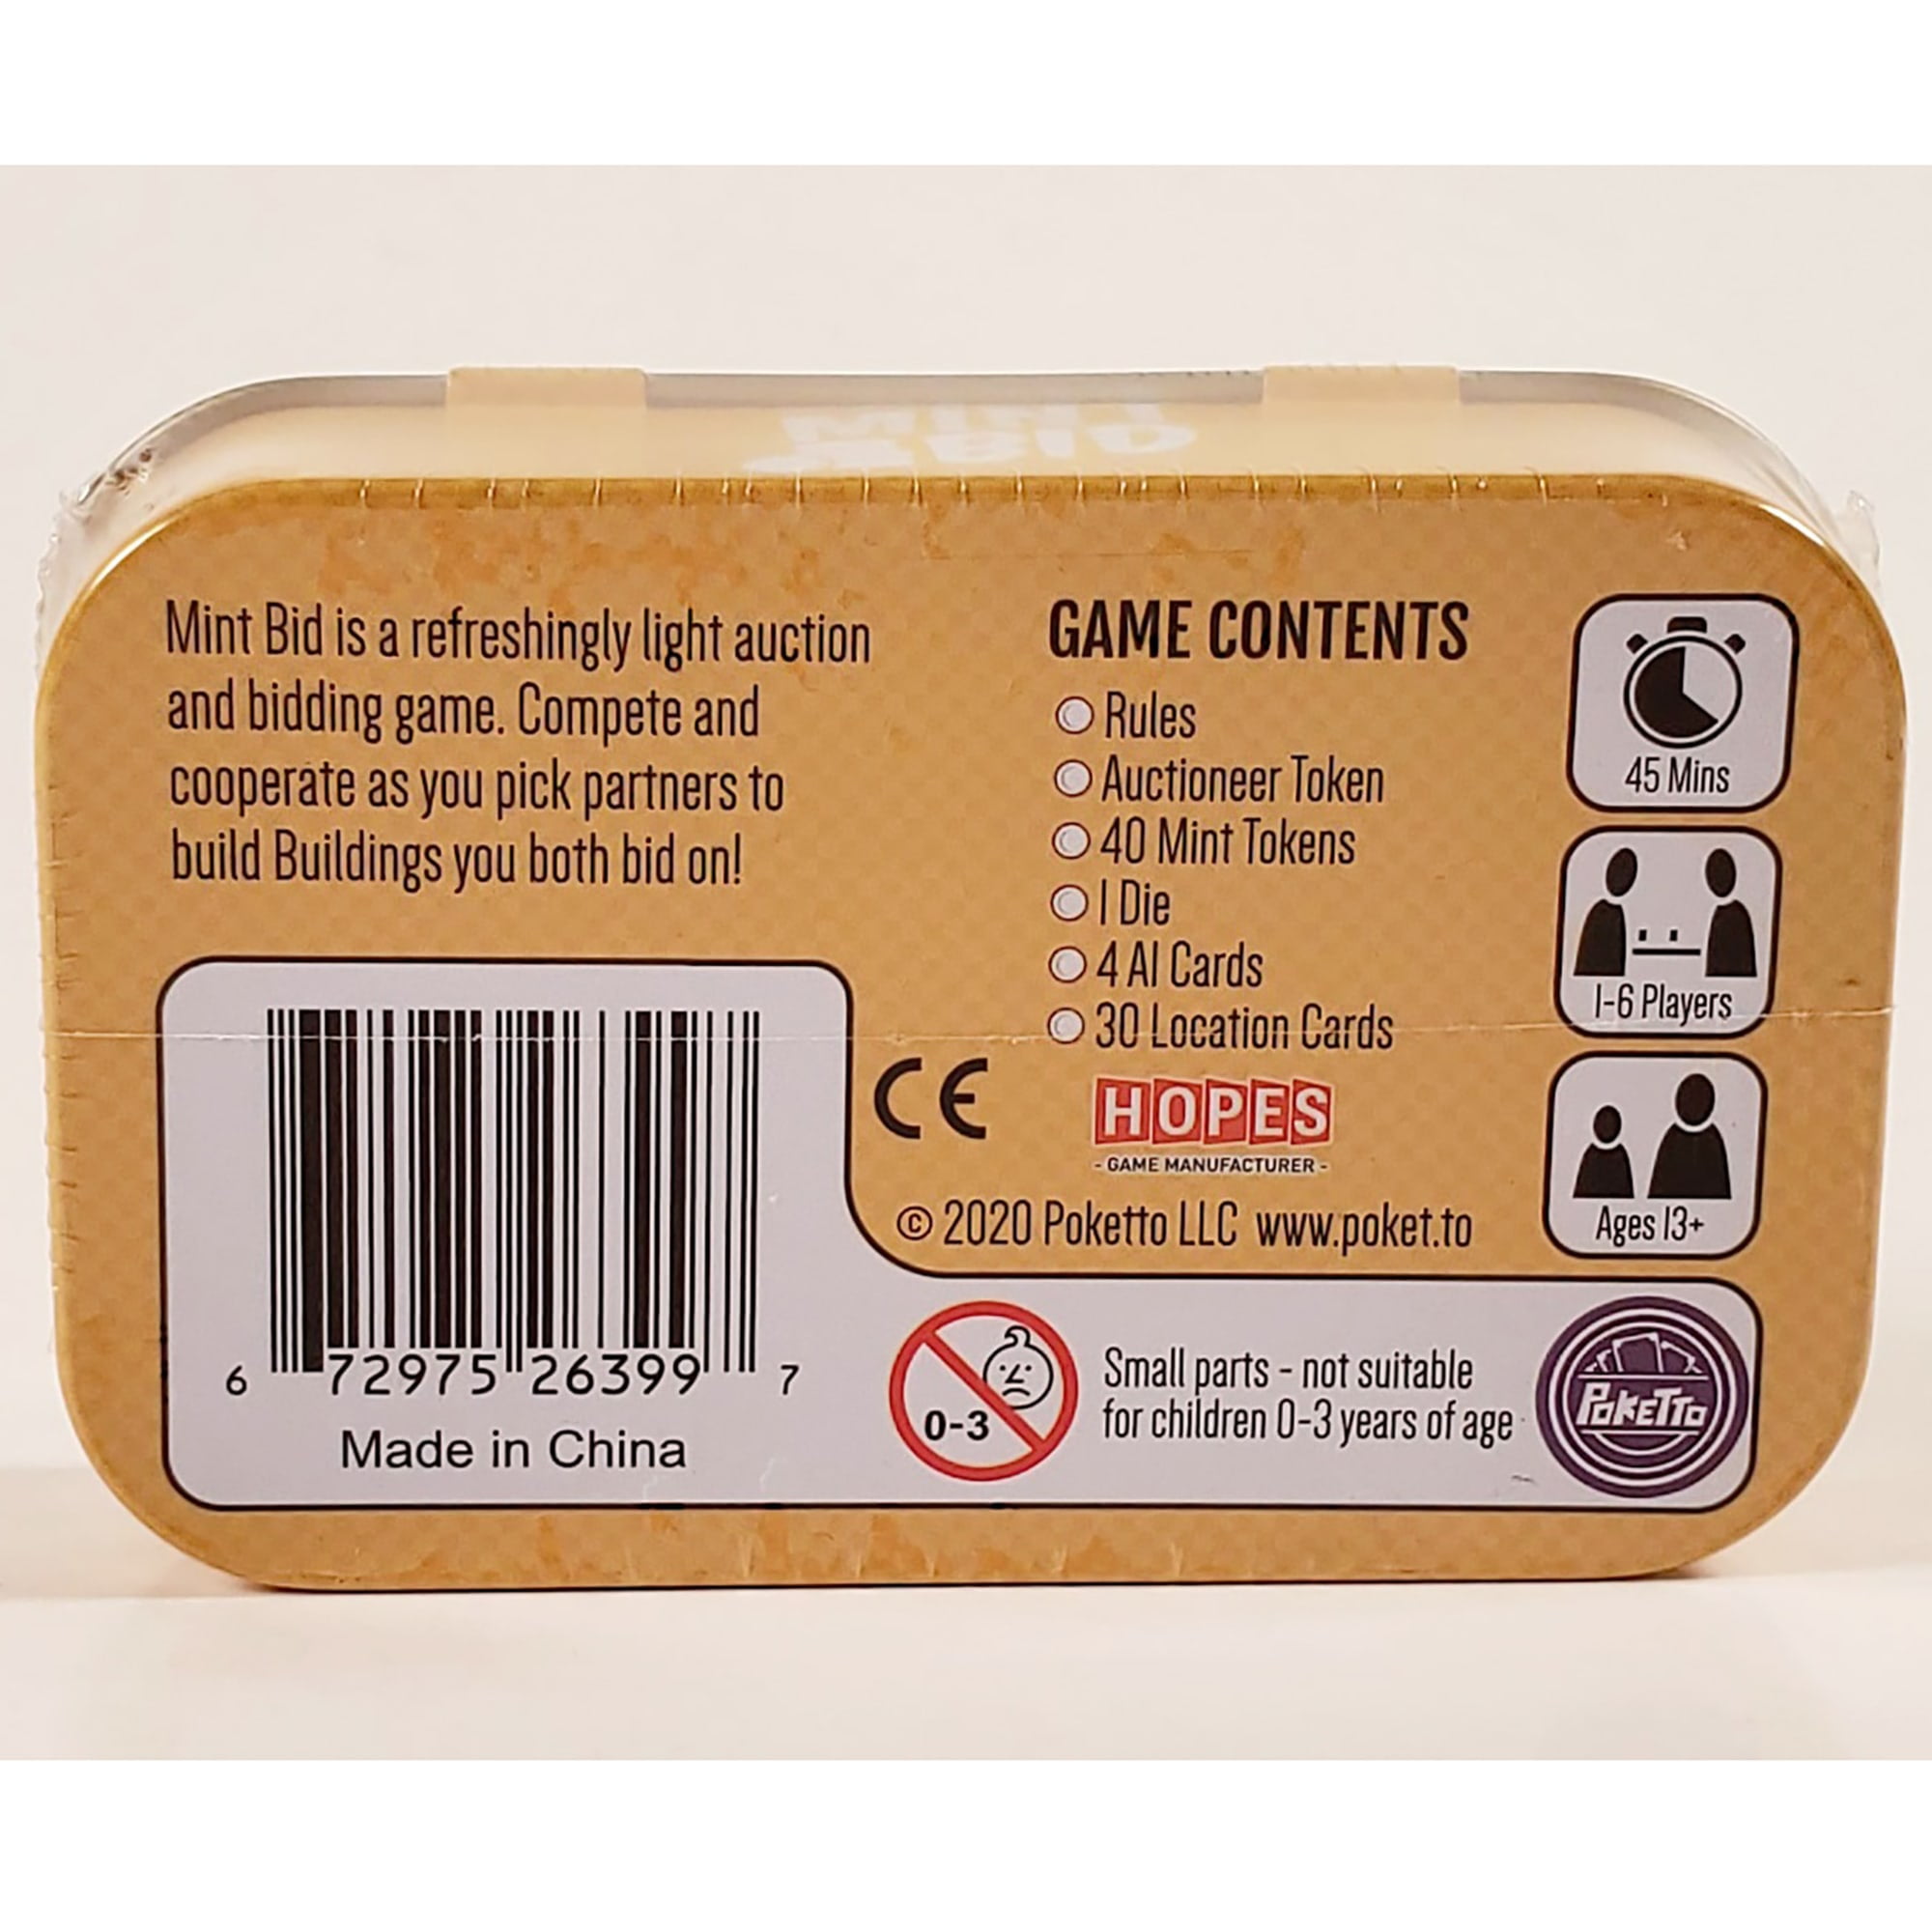 MINT
BID
Mint Bid is a refreshingly light auction
and bidding game. Compete and
cooperate as you pick partners to
build Buildings you both bid on!
GAME CONTENTS
Rules
Auctioneer Token
40 Mint Tokens
1 Die
4 AI Cards
30 Location Cards
45 Mins
1-6 Players
Ages 13+
CE
HOPES
- GAME MANUFACTURER -
© 2020 Poketto LLC www.poket.to
6 72975 26399 7
Made in China
0-3
Small parts - not suitable
for children 0-3 years of age
POKETTO